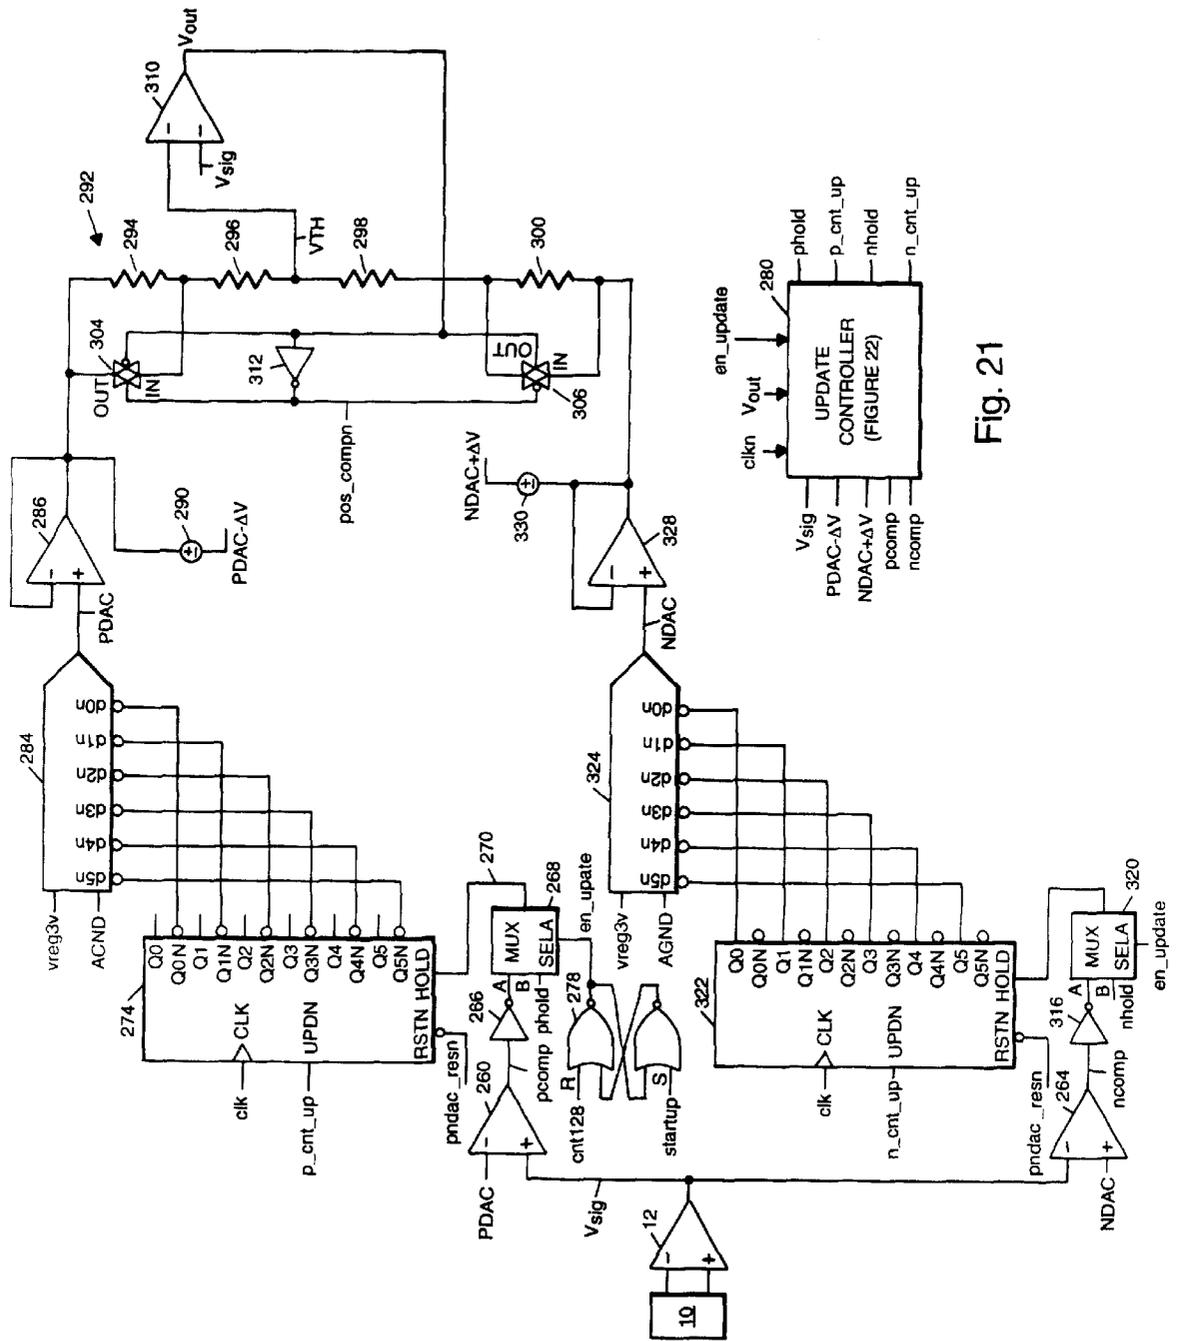 10
12
Vsig
PDAC
−
+
260
pcomp
266
A
B
MUX
SELA
268
270
phold
en_upate
278
R
cnt128
S
startup
pndac_resn
274
clk
CLK
p_cnt_up
UPDN
RSTN
HOLD
Q0
Q0N
Q1
Q1N
Q2
Q2N
Q3
Q3N
Q4
Q4N
Q5
Q5N
vreg3v
ACND
284
d5n
d4n
d3n
d2n
d1n
d0n
PDAC
−
+
286
290
PDAC-ΔV
292
294
296
298
300
VTH
304
OUT
IN
312
pos_compn
OUT
IN
306
310
−
−
Vsig
Vout
NDAC
−
+
264
ncomp
316
A
B
MUX
SELA
320
nhold
en_update
pndac_resn
322
clk
CLK
n_cnt_up
UPDN
RSTN
HOLD
Q0
Q0N
Q1
Q1N
Q2
Q2N
Q3
Q3N
Q4
Q4N
Q5
Q5N
vreg3v
AGND
324
d5n
d4n
d3n
d2n
d1n
d0n
NDAC
−
+
328
330
NDAC+ΔV
clkn
Vout
en_update
280
Vsig
PDAC-ΔV
NDAC+ΔV
pcomp
ncomp
UPDATE
CONTROLLER
(FIGURE 22)
phold
p_cnt_up
nhold
n_cnt_up
Fig. 21